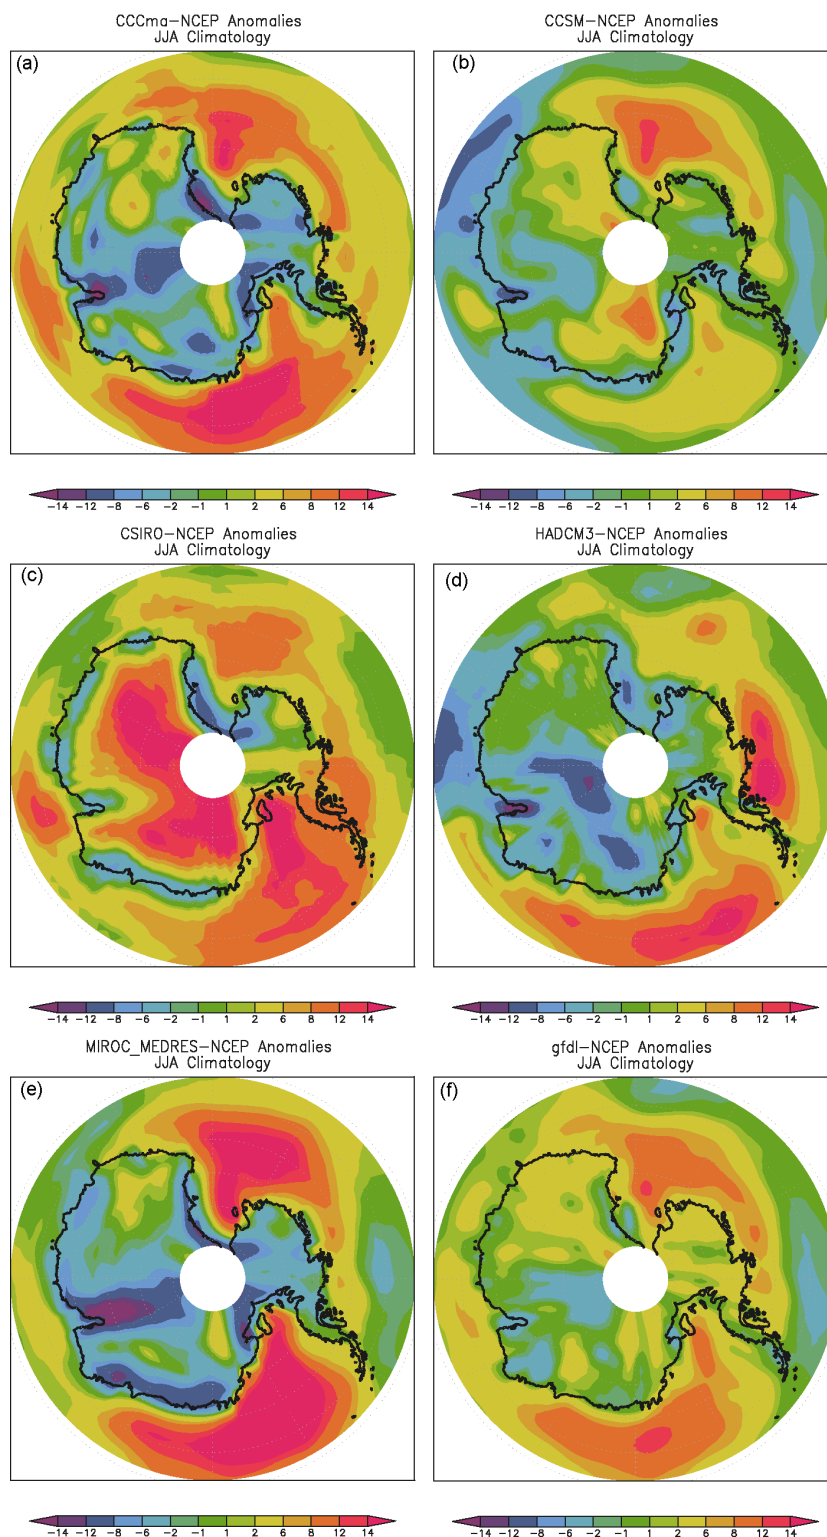 CCCma-NCEP Anomalies
JJA Climatology
(a)
-14 -12 -8 -6 -2 -1 1 2 6 8 12 14
CCSM-NCEP Anomalies
JJA Climatology
(b)
-14 -12 -8 -6 -2 -1 1 2 6 8 12 14
CSIRO-NCEP Anomalies
JJA Climatology
(c)
-14 -12 -8 -6 -2 -1 1 2 6 8 12 14
HADCM3-NCEP Anomalies
JJA Climatology
(d)
-14 -12 -8 -6 -2 -1 1 2 6 8 12 14
MIROC_MEDRES-NCEP Anomalies
JJA Climatology
(e)
-14 -12 -8 -6 -2 -1 1 2 6 8 12 14
gfdl-NCEP Anomalies
JJA Climatology
(f)
-14 -12 -8 -6 -2 -1 1 2 6 8 12 14